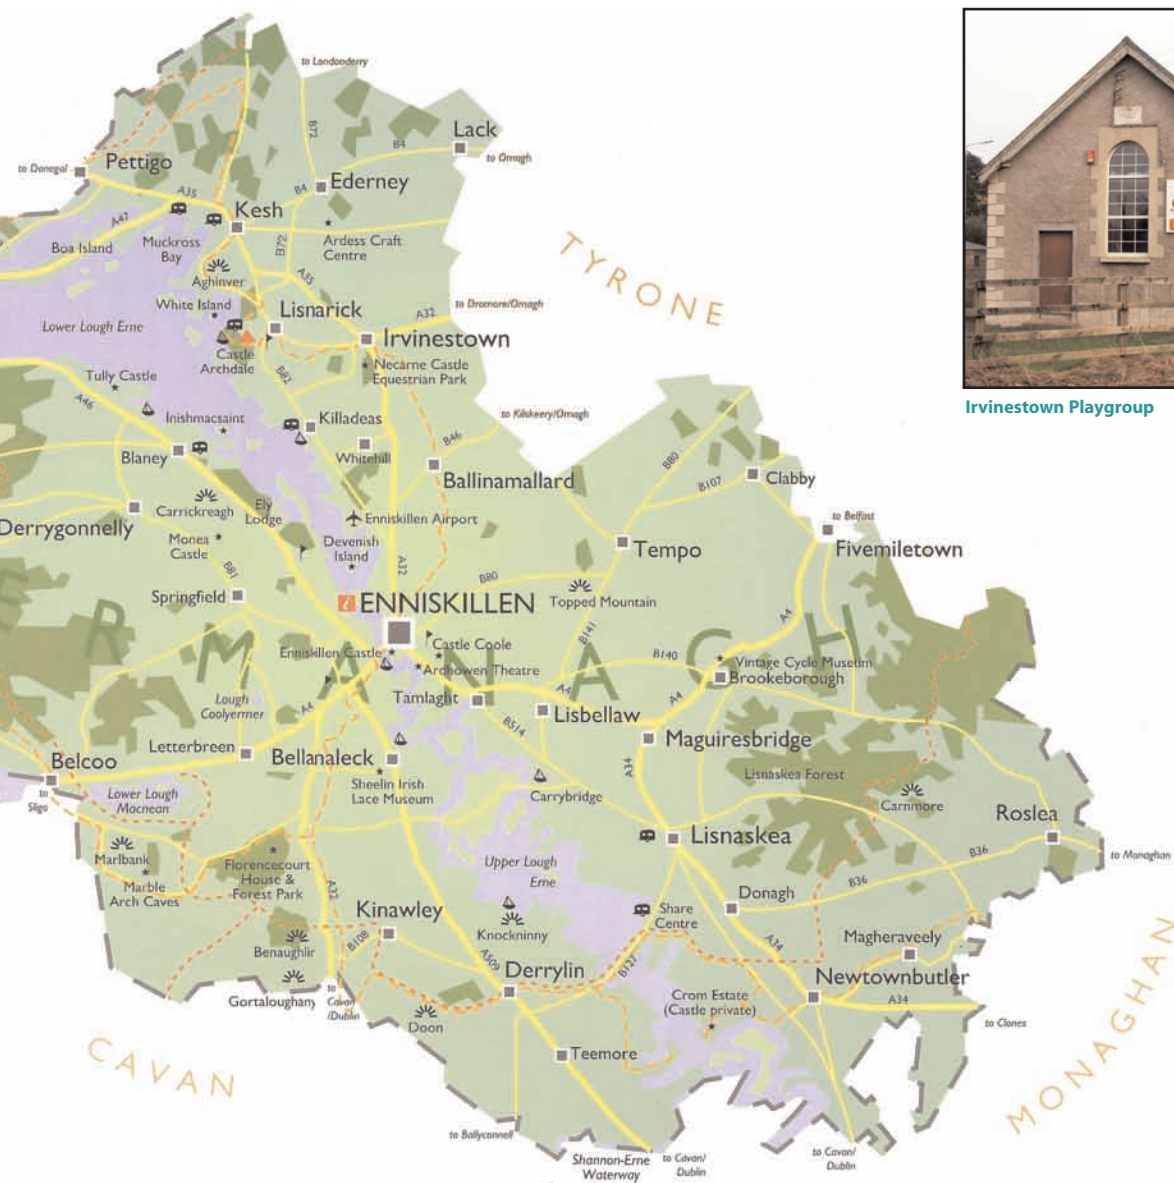 to Londonderry
Lack
B72
B4
to Omagh
to Donegal
Pettigo
A35
B4
Ederney
A47
Kesh
Boa Island
Muckross
Bay
B72
Ardess Craft
Centre
TYRONE
Aghinver
A35
White Island
Lisnarick
A32
to Dromore/Omagh
Lower Lough Erne
Irvinestown
Castle
Archdale
Necarne Castle
Equestrian Park
Tully Castle
B82
A46
Inishmacsaint
Killadeas
to Kilskeery/Omagh
Irvinestown Playgroup
Blaney
Whitehill
B46
Ballinamallard
B80
B107
Clabby
Carrickreagh
Ely
Lodge
Enniskillen Airport
to Belfast
Derrygonnelly
Monea
Castle
Devenish
Island
Tempo
Fivemiletown
B81
A32
B80
Springfield
i
ENNISKILLEN
Topped Mountain
A4
B141
ERMANAGH
Enniskillen Castle
Castle Coole
Ardhowen Theatre
B140
Vintage Cycle Museum
Brookeborough
Lough
Coolyermer
Tamlaght
A4
A4
A4
Lisbellaw
B514
Letterbreen
Bellanaleck
Maguiresbridge
Belcoo
A34
Sheelin Irish
Lace Museum
Lisnaskea Forest
to
Sligo
Lower Lough
Macnean
Carrybridge
Carnmore
Roslea
Lisnaskea
Marlbank
Florencecourt
House &
Forest Park
Upper Lough
Erne
B36
to Monaghan
Marble
Arch Caves
A32
B36
Donagh
Kinawley
Share
Centre
Knockninny
Magheraveely
Benaughlir
B108
A34
A509
B127
Derrylin
Newtownbutler
Gortaloughany
to
Cavan
/Dublin
Crom Estate
(Castle private)
A34
Doon
to Clones
CAVAN
Teemore
MONAGHAN
to Ballyconnell
Shannon-Erne
Waterway
to Cavan/
Dublin
to Cavan/
Dublin